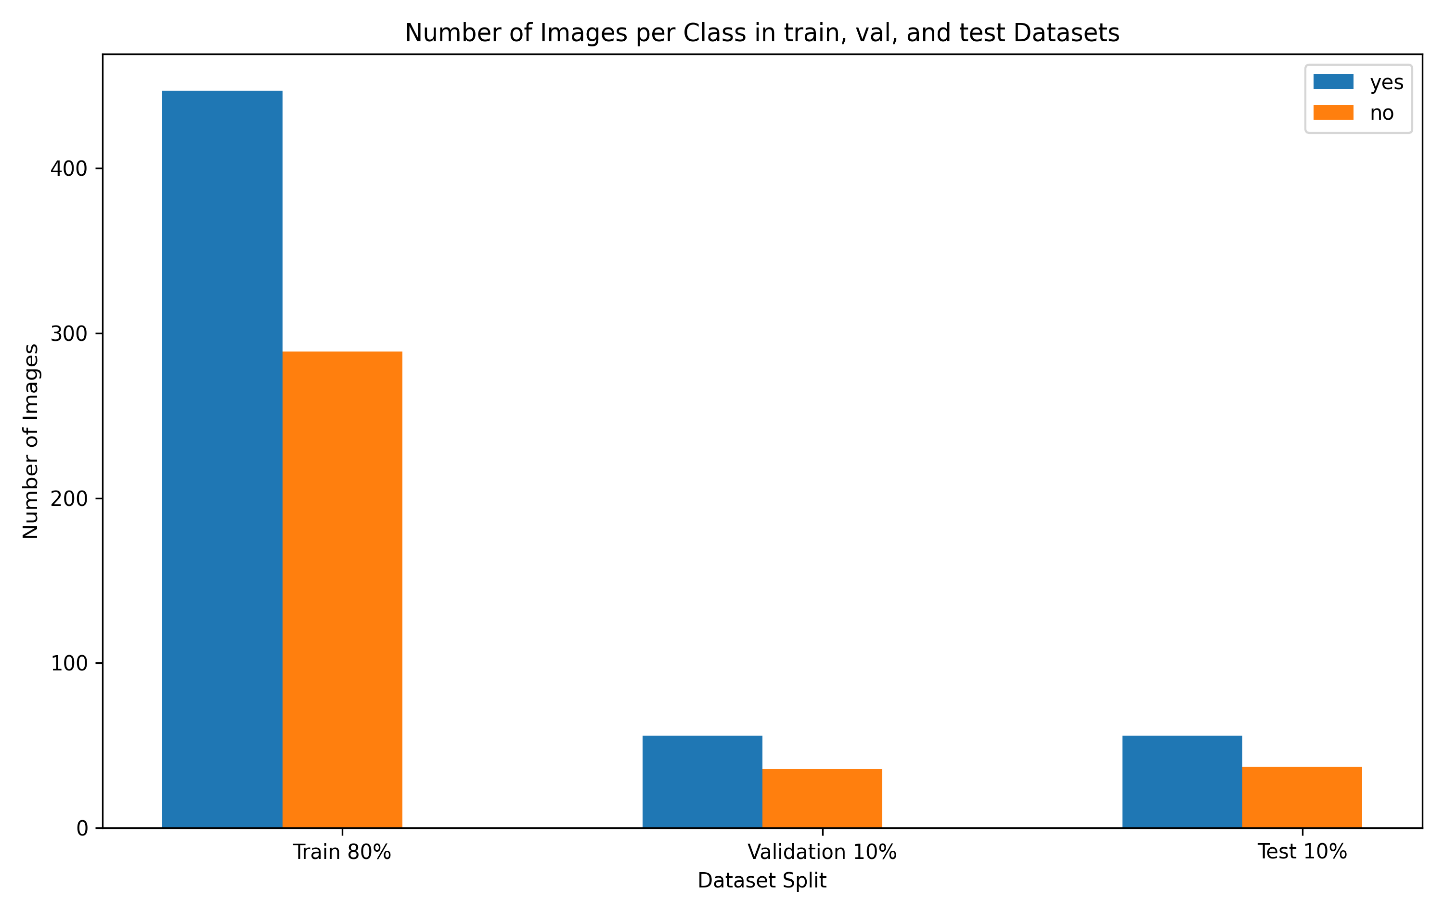 Number of Images per Class in train, val, and test Datasets
yes
no
Number of Images
400
300
200
100
0
Train 80%
Validation 10%
Test 10%
Dataset Split